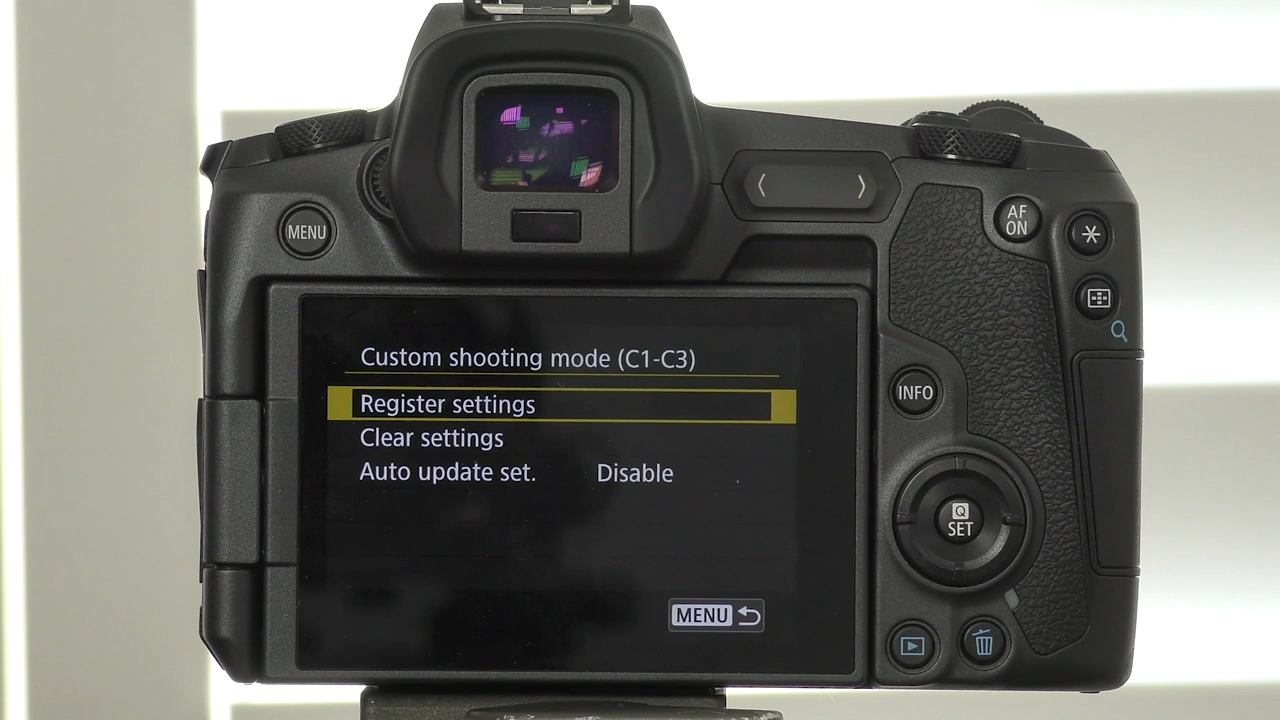 MENU
AF
ON
Custom shooting mode (C1-C3)
Register settings
Clear settings
Auto update set. Disable
MENU
INFO
Q
SET